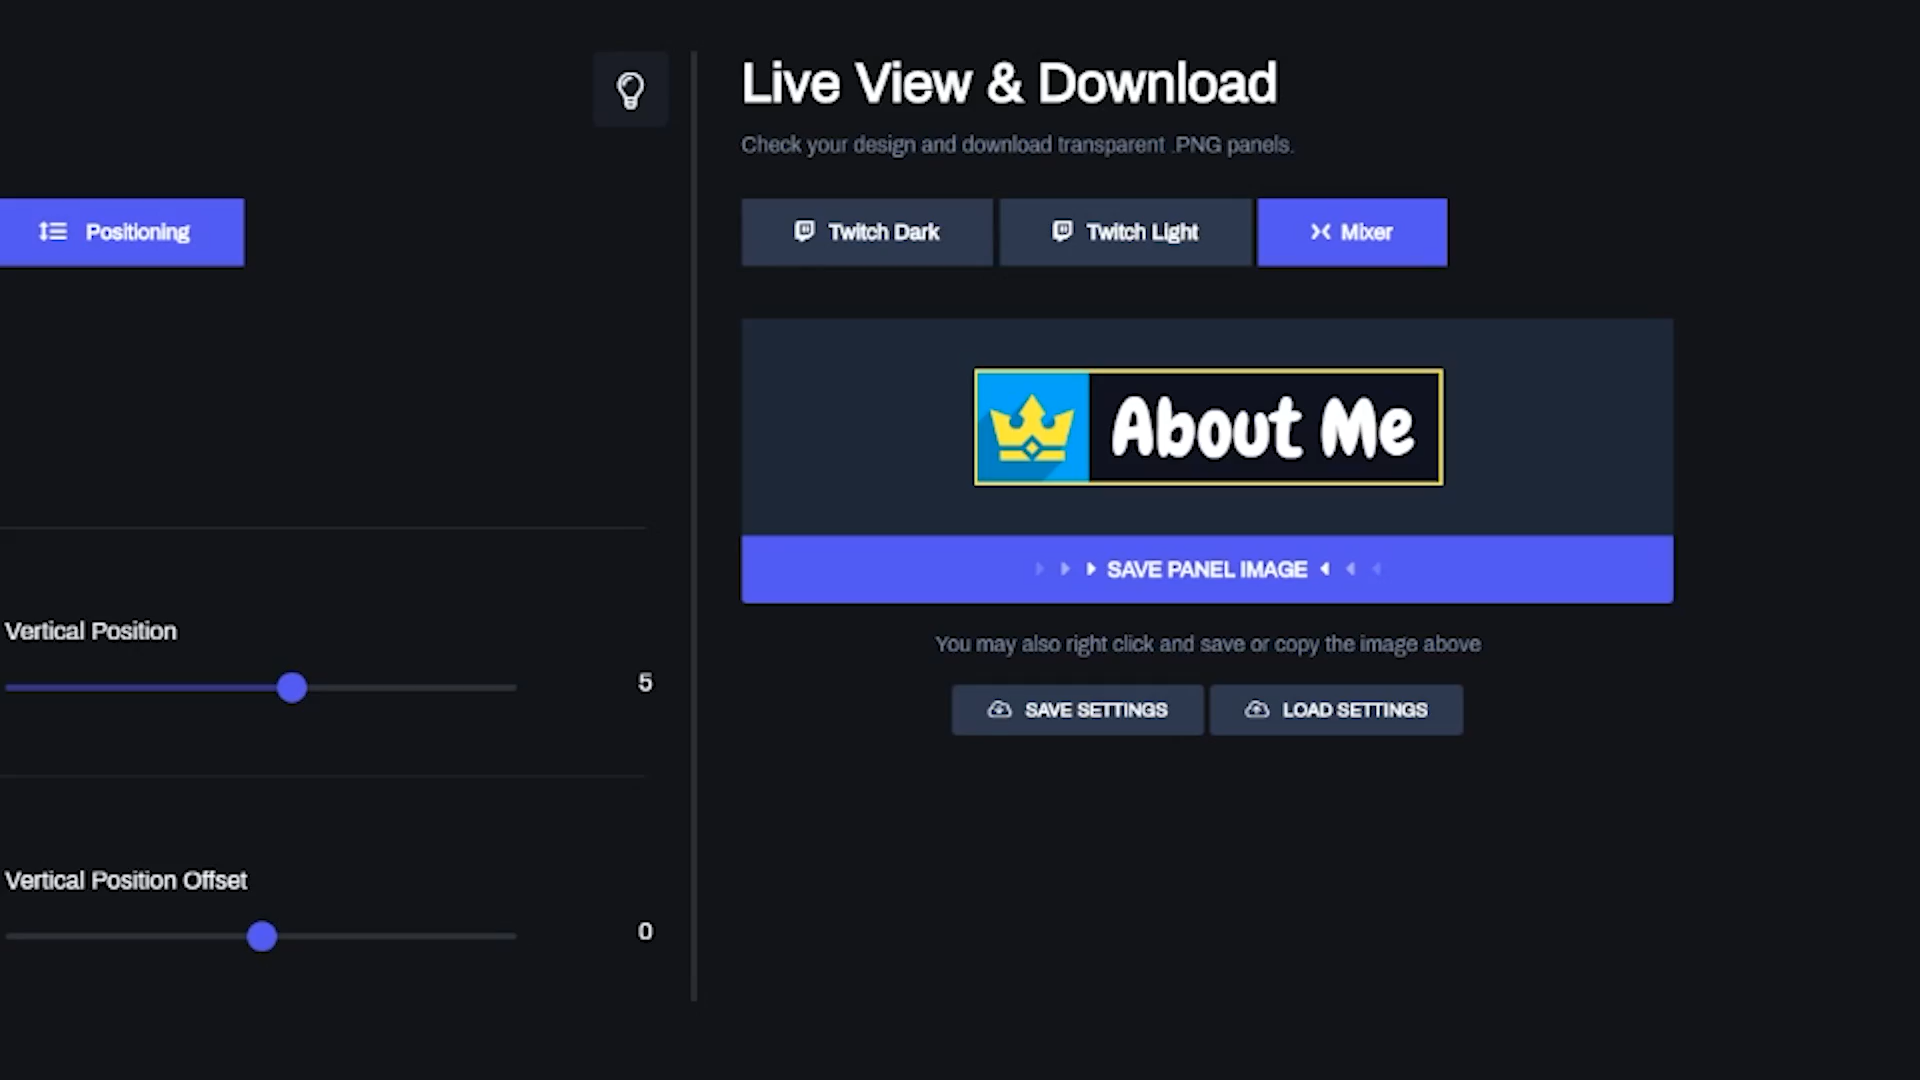 Positioning
Vertical Position
5
Vertical Position Offset
0
Live View & Download
Check your design and download transparent .PNG panels.
Twitch Dark
Twitch Light
Mixer
About Me
SAVE PANEL IMAGE
You may also right click and save or copy the image above
SAVE SETTINGS
LOAD SETTINGS